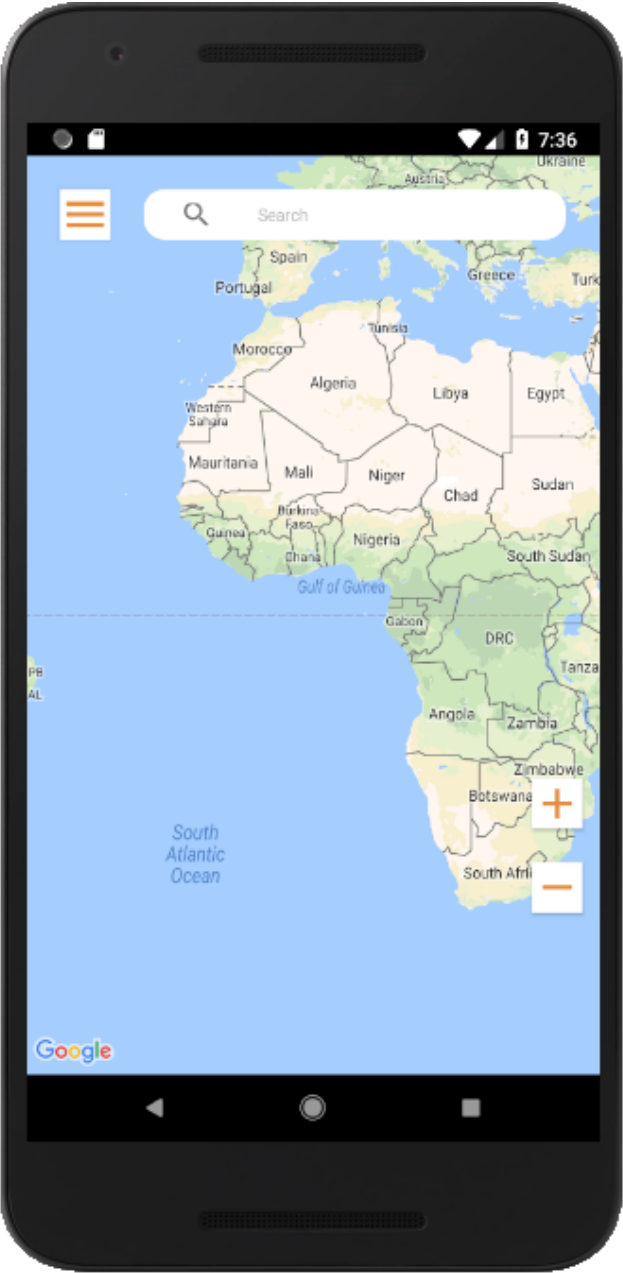 7:36
Ukraine
Austria
Search
Spain
Portugal
Greece
Turk
Tunisia
Morocco
Algeria
Libya
Egypt
Western
Sahara
Mauritania
Mali
Niger
Chad
Sudan
Burkina
Faso
Guinea
Nigeria
Ghana
South Sudan
Gulf of Guinea
Gabon
DRC
PB
AL
Tanza
Angola
Zambia
Zimbabwe
Botswana
South
Atlantic
Ocean
South Afri
Google